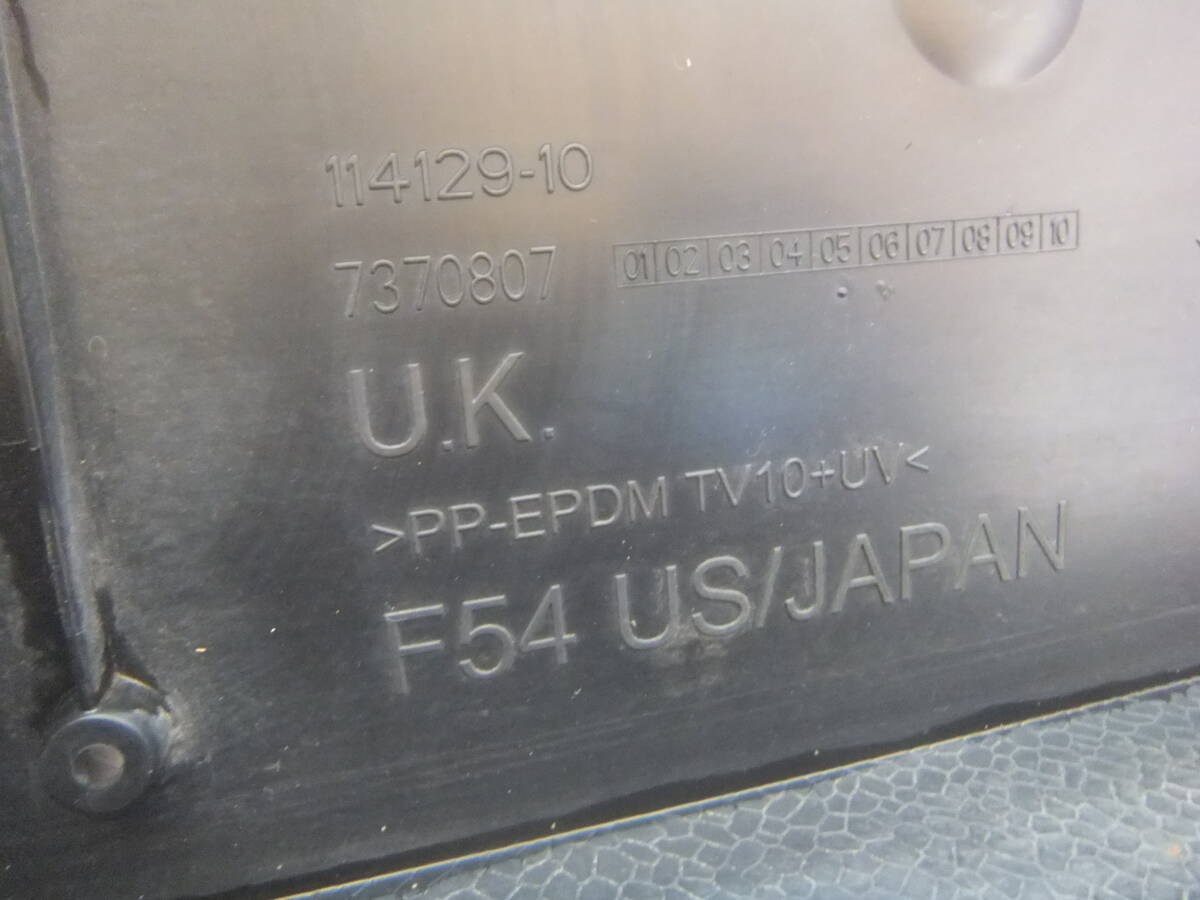 114129-10
7370807 01 02 03 04 05 06 07 08 09 10
U.K.
>PP-EPDM TV10+UV<
F54 US/JAPAN